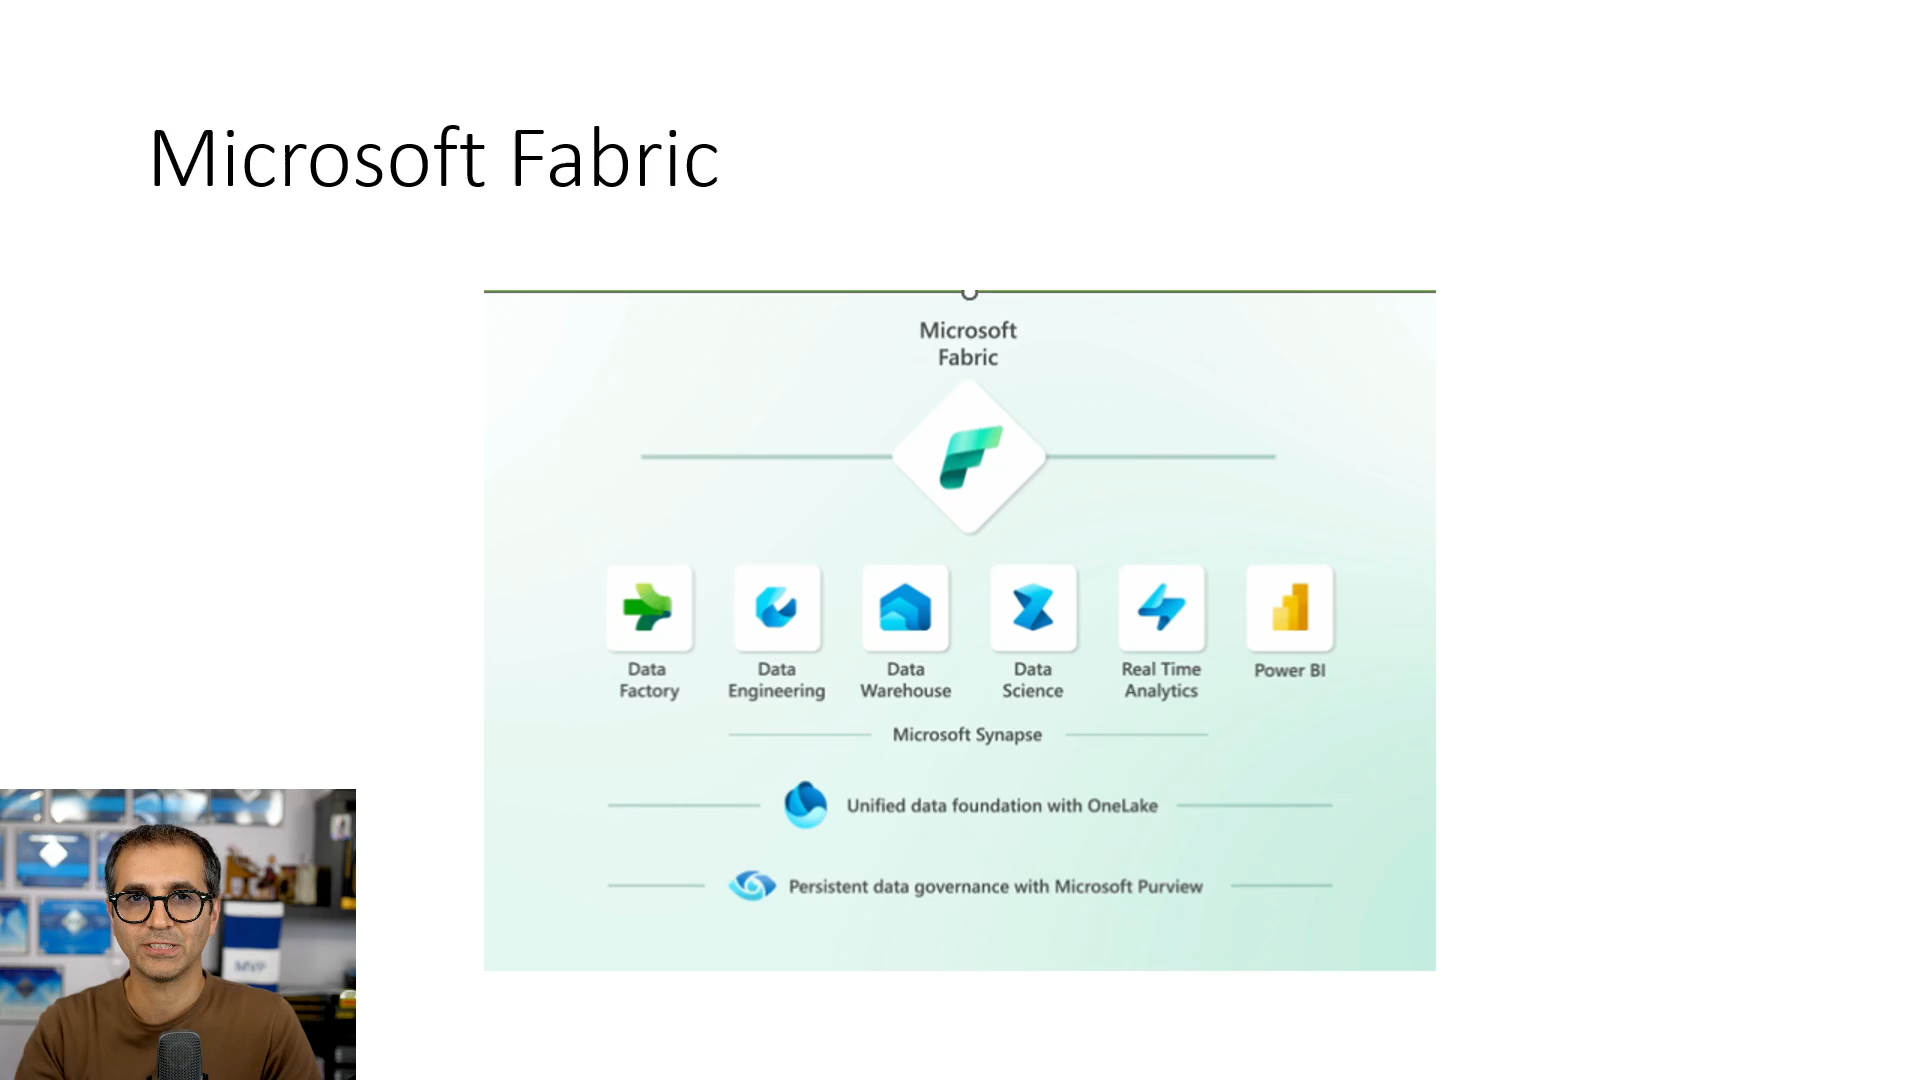 Microsoft Fabric
Microsoft
Fabric
Data
Factory
Data
Engineering
Data
Warehouse
Data
Science
Real Time
Analytics
Power BI
Microsoft Synapse
Unified data foundation with OneLake
Persistent data governance with Microsoft Purview
MVP